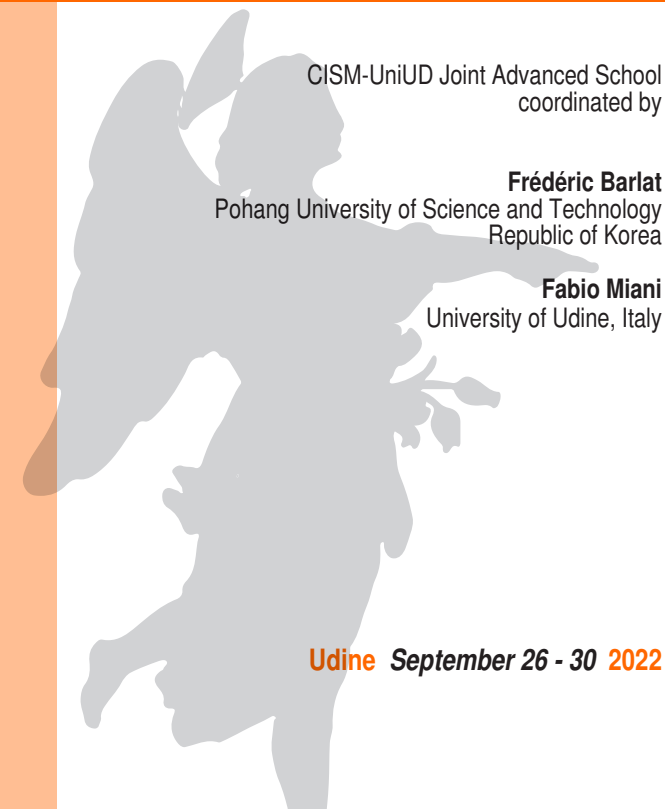 CISM-UniUD Joint Advanced School
coordinated by
Frédéric Barlat
Pohang University of Science and Technology
Republic of Korea
Fabio Miani
University of Udine, Italy
Udine September 26 - 30 2022